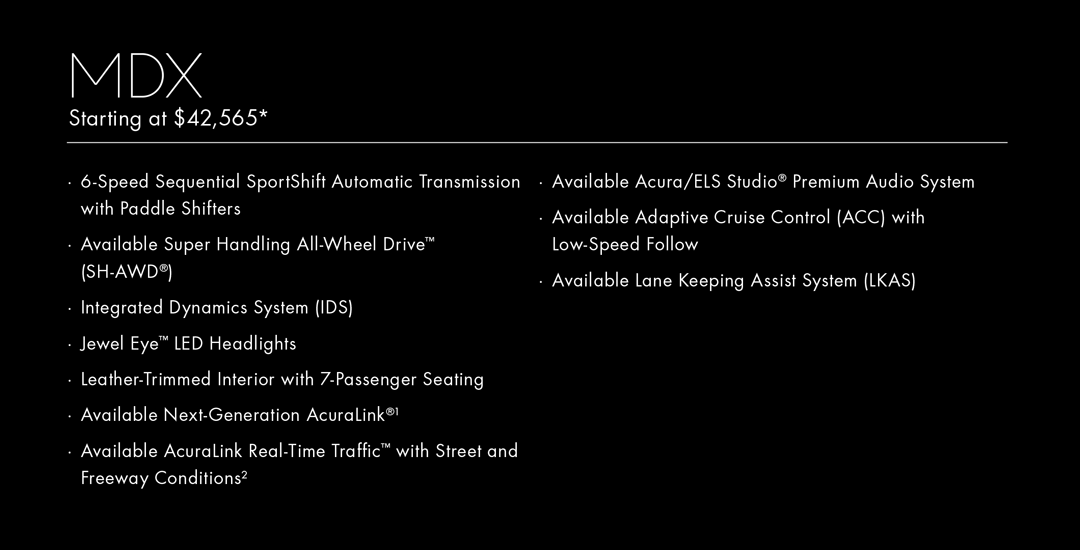 MDX
Starting at $42,565*
· 6-Speed Sequential SportShift Automatic Transmission
with Paddle Shifters
· Available Super Handling All-Wheel Drive™
(SH-AWD®)
· Integrated Dynamics System (IDS)
· Jewel Eye™ LED Headlights
· Leather-Trimmed Interior with 7-Passenger Seating
· Available Next-Generation AcuraLink®¹
· Available AcuraLink Real-Time Traffic™ with Street and
Freeway Conditions²
· Available Acura/ELS Studio® Premium Audio System
· Available Adaptive Cruise Control (ACC) with
Low-Speed Follow
· Available Lane Keeping Assist System (LKAS)